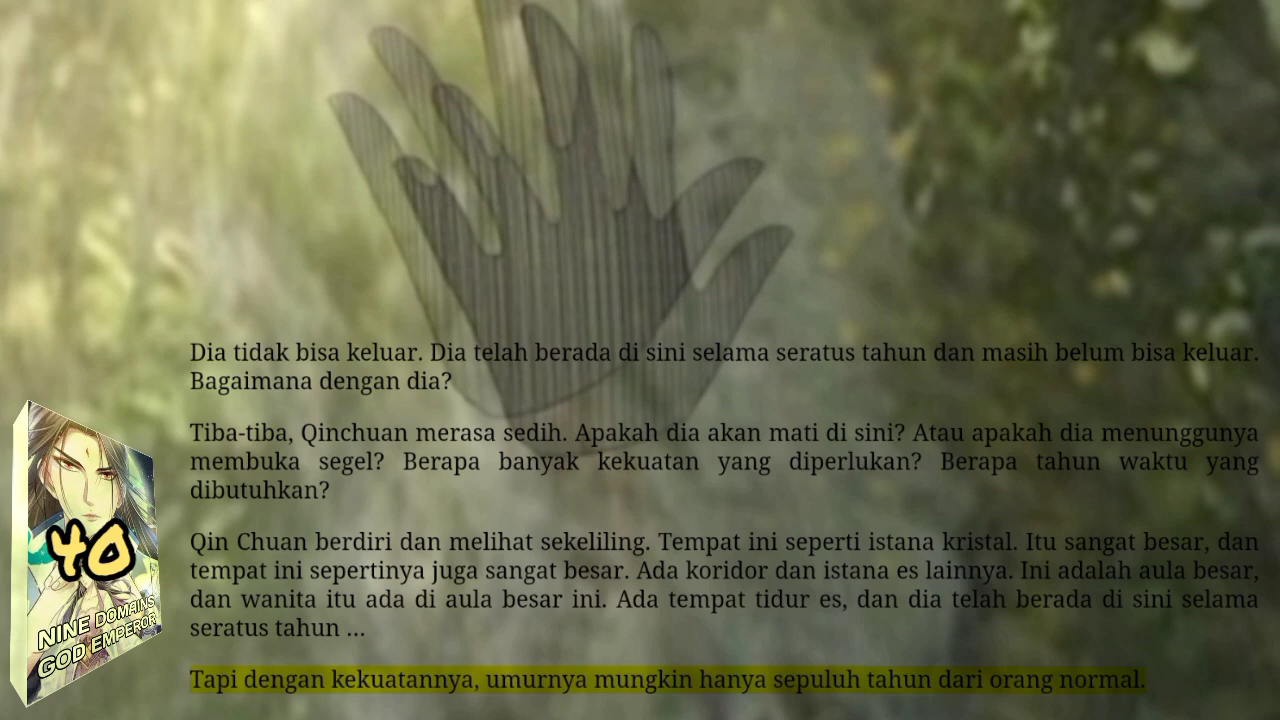 Dia tidak bisa keluar. Dia telah berada di sini selama seratus tahun dan masih belum bisa keluar.
Bagaimana dengan dia?
Tiba-tiba, Qinchuan merasa sedih. Apakah dia akan mati di sini? Atau apakah dia menunggunya
membuka segel? Berapa banyak kekuatan yang diperlukan? Berapa tahun waktu yang
dibutuhkan?
Qin Chuan berdiri dan melihat sekeliling. Tempat ini seperti istana kristal. Itu sangat besar, dan
tempat ini sepertinya juga sangat besar. Ada koridor dan istana es lainnya. Ini adalah aula besar,
dan wanita itu ada di aula besar ini. Ada tempat tidur es, dan dia telah berada di sini selama
seratus tahun ...
Tapi dengan kekuatannya, umurnya mungkin hanya sepuluh tahun dari orang normal.
40
NINE DOMAINS
GOD EMPEROR